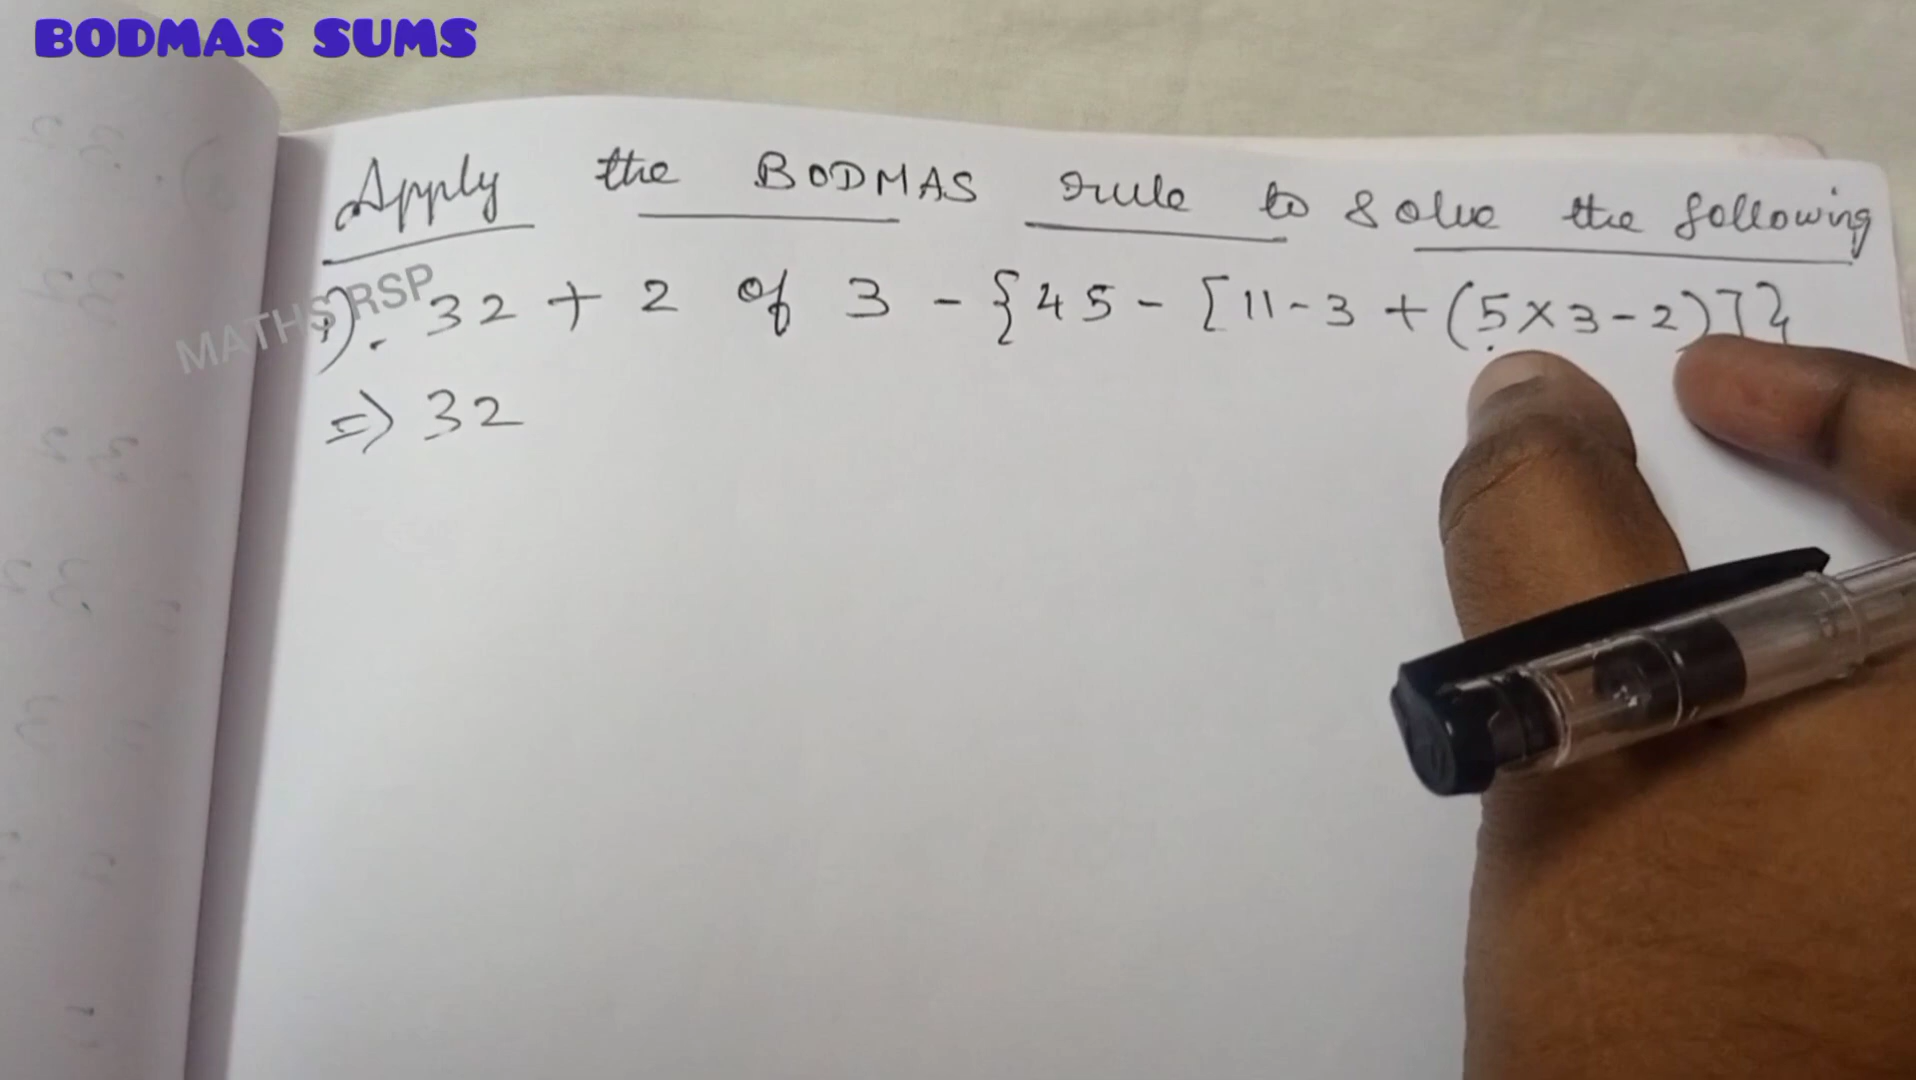 BODMAS SUMS
Apply the BODMAS rule to solve the following
MATHS RSP
). 32 + 2 of 3 - {45 - [11-3 + (5×3-2)]}
=> 32